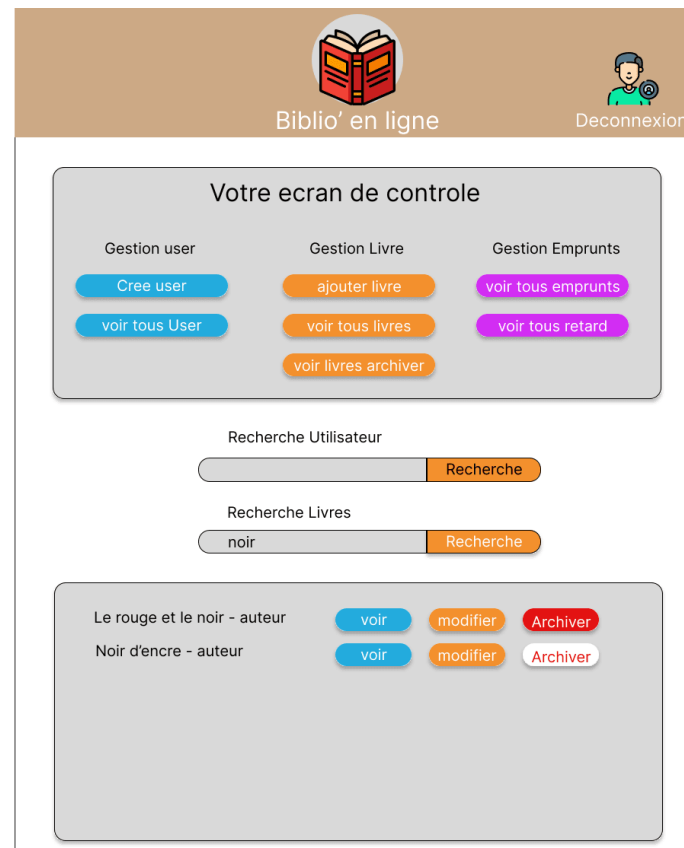 Biblio' en ligne
Deconnexion
Votre ecran de controle
Gestion user
Gestion Livre
Gestion Emprunts
Cree user
ajouter livre
voir tous emprunts
voir tous User
voir tous livres
voir tous retard
voir livres archiver
Recherche Utilisateur
Recherche
Recherche Livres
noir
Recherche
Le rouge et le noir - auteur
voir
modifier
Archiver
Noir d'encre - auteur
voir
modifier
Archiver